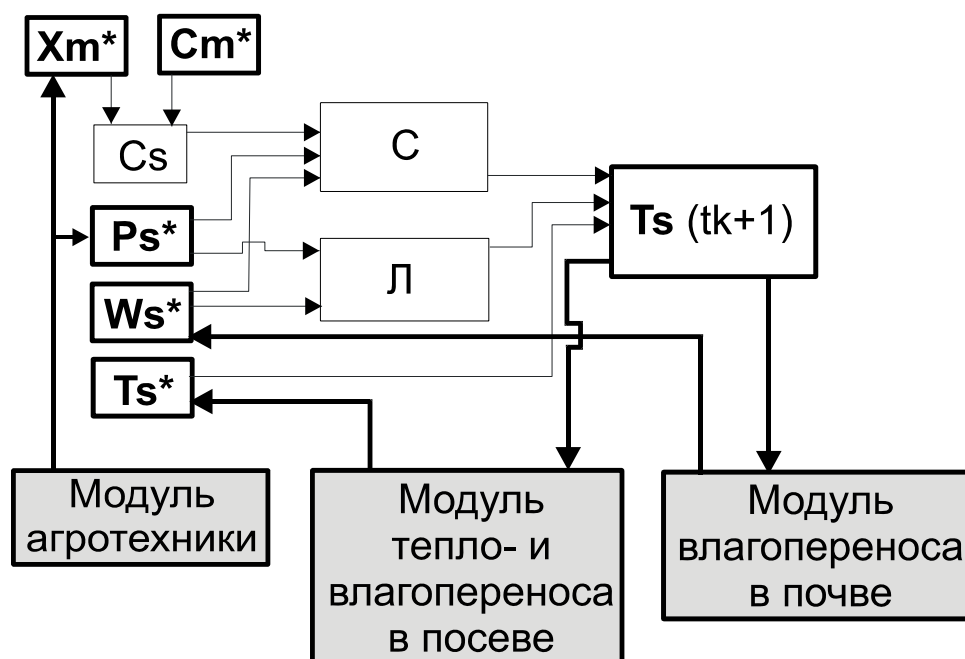 Xm*
Cm*
Cs
С
Ps*
Ts (tk+1)
Л
Ws*
Ts*
Модуль
агротехники
Модуль
тепло- и
влагопереноса
в посеве
Модуль
влагопереноса
в почве